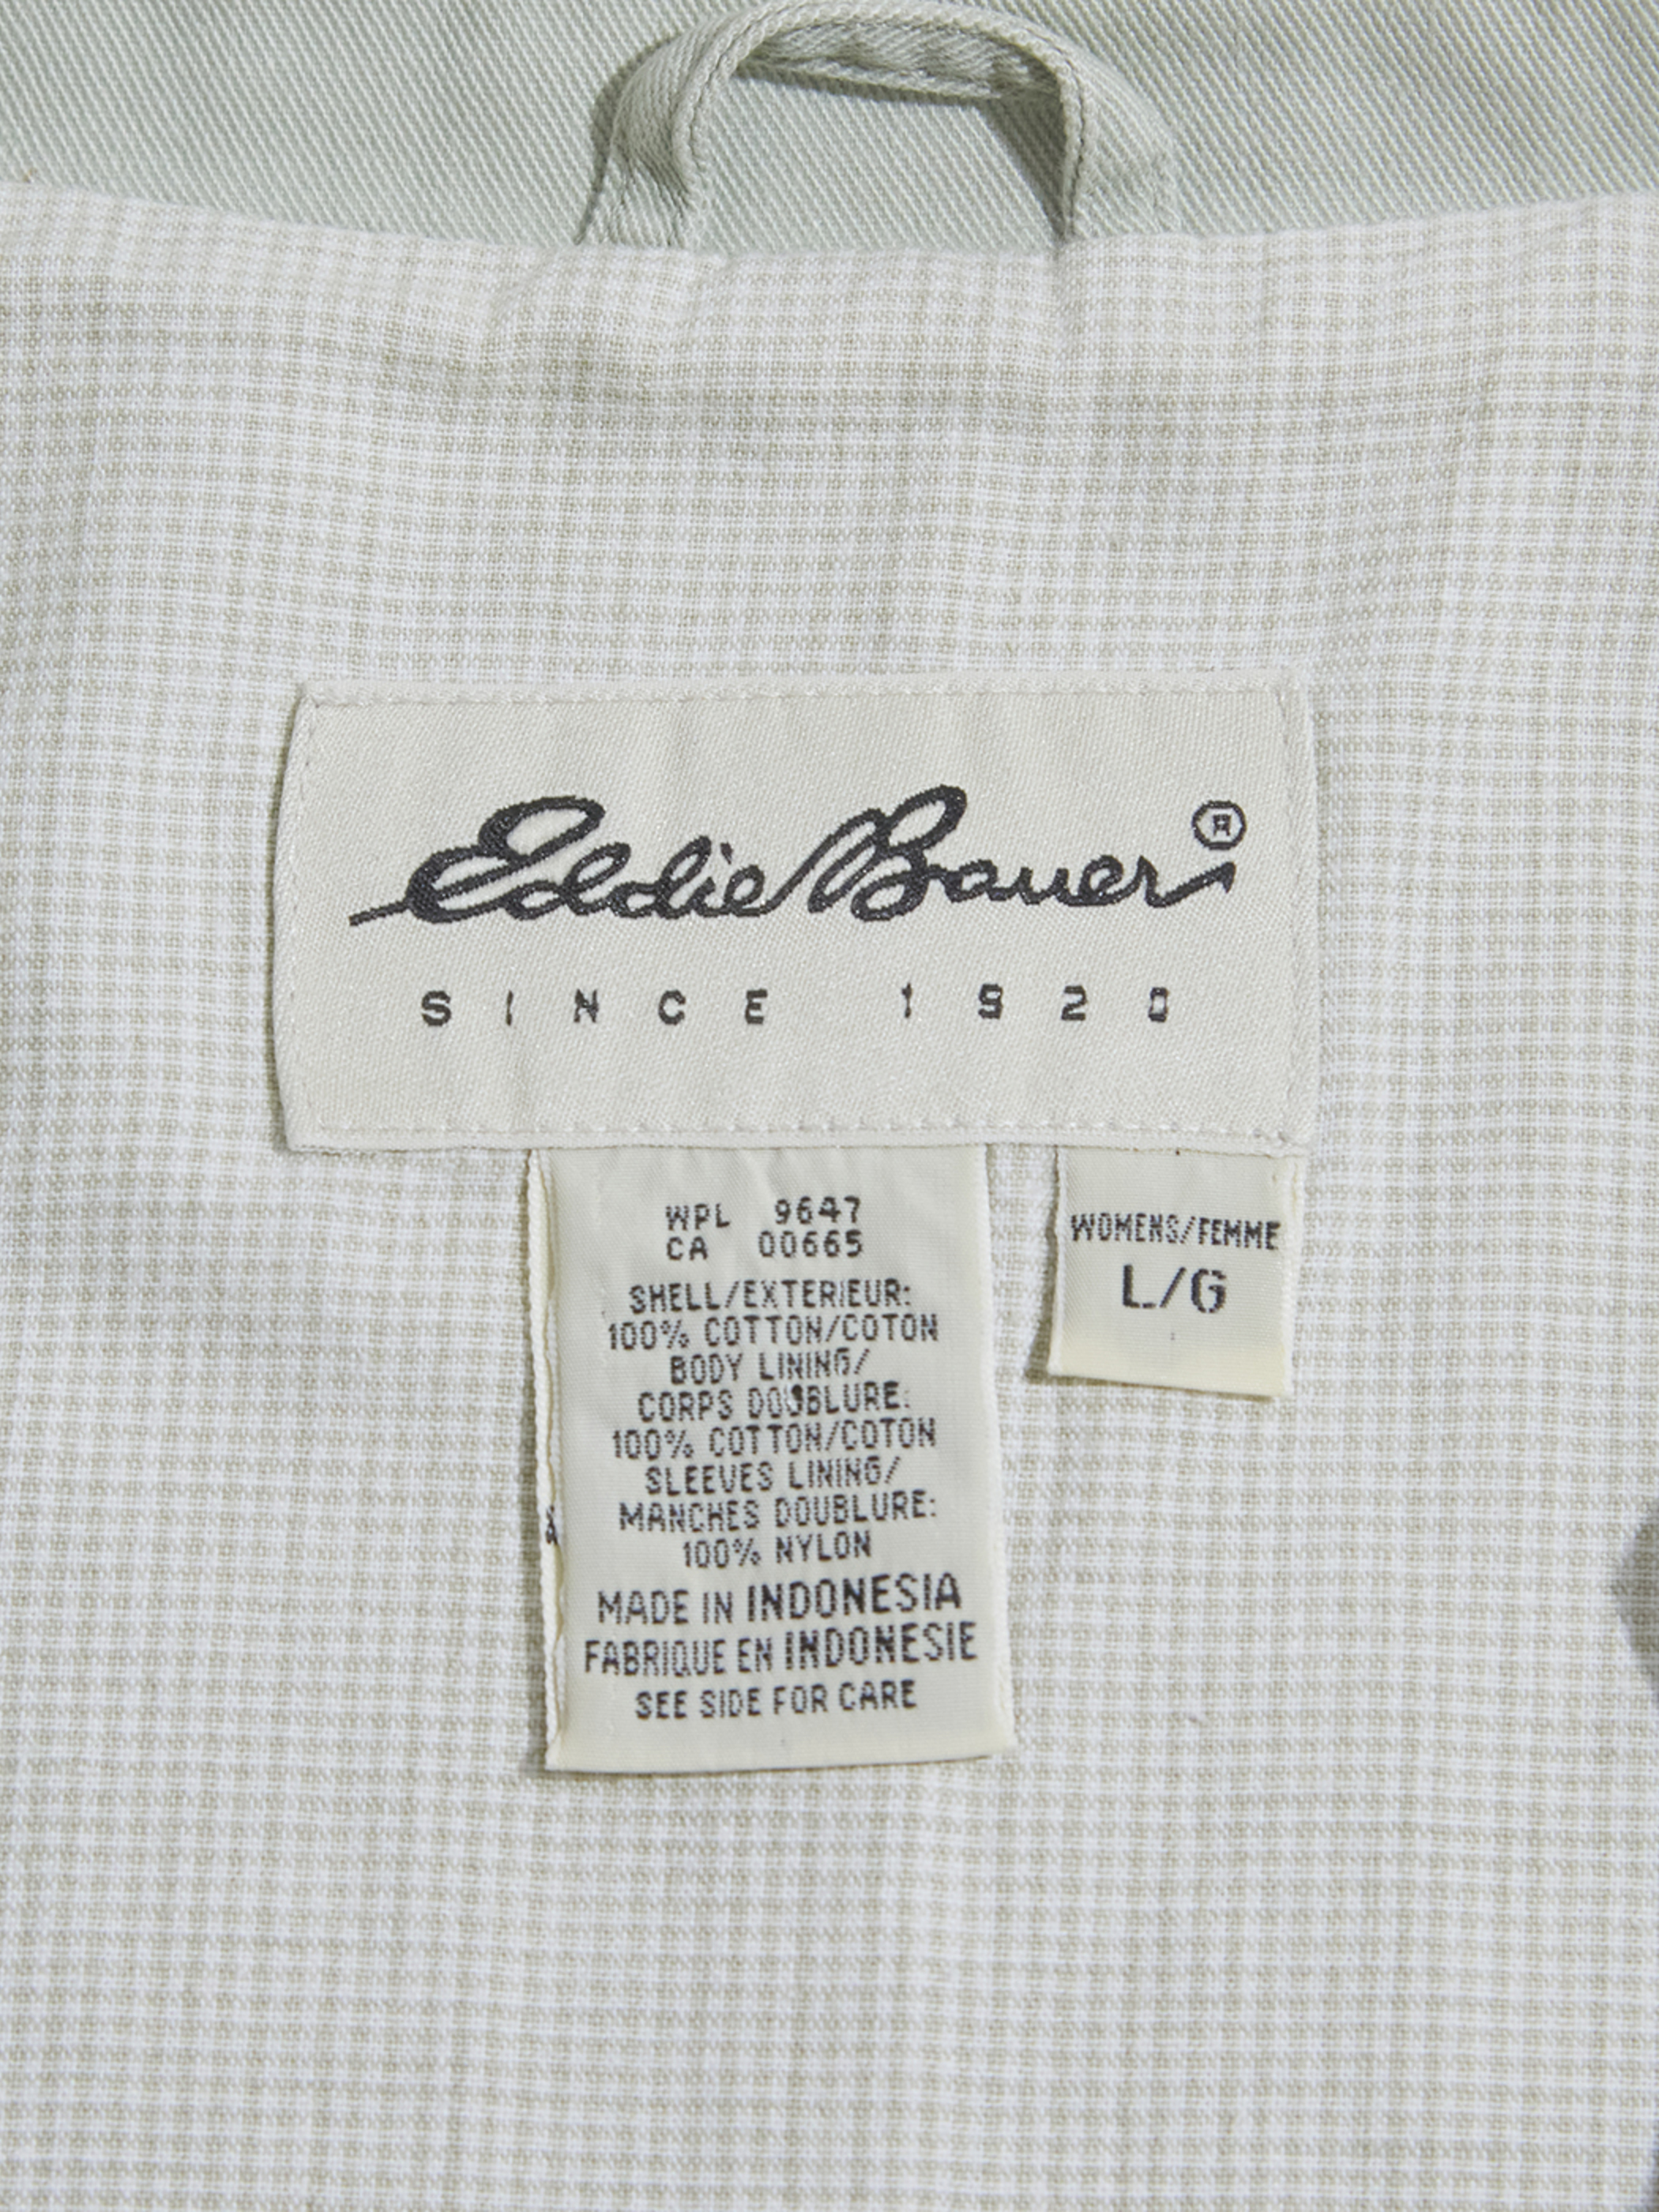 Eddie Bauer ®
SINCE 1920
WPL 9647
CA 00665
SHELL/EXTERIEUR:
100% COTTON/COTON
BODY LINING/
CORPS DOUBLURE:
100% COTTON/COTON
SLEEVES LINING/
MANCHES DOUBLURE:
100% NYLON
MADE IN INDONESIA
FABRIQUE EN INDONESIE
SEE SIDE FOR CARE
WOMENS/FEMME
L/G